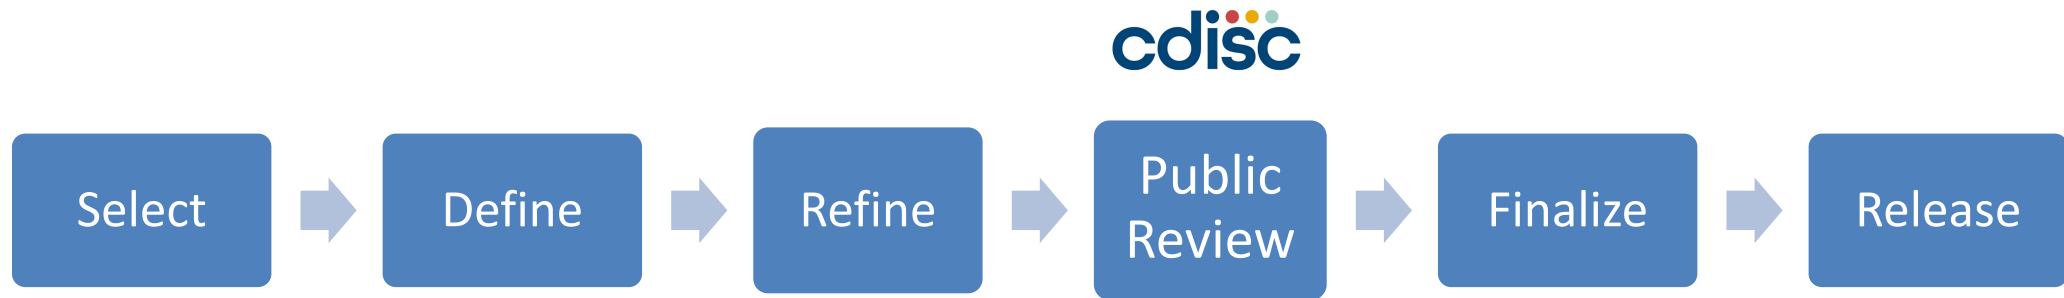 cdisc
Select
Define
Refine
Public
Review
Finalize
Release